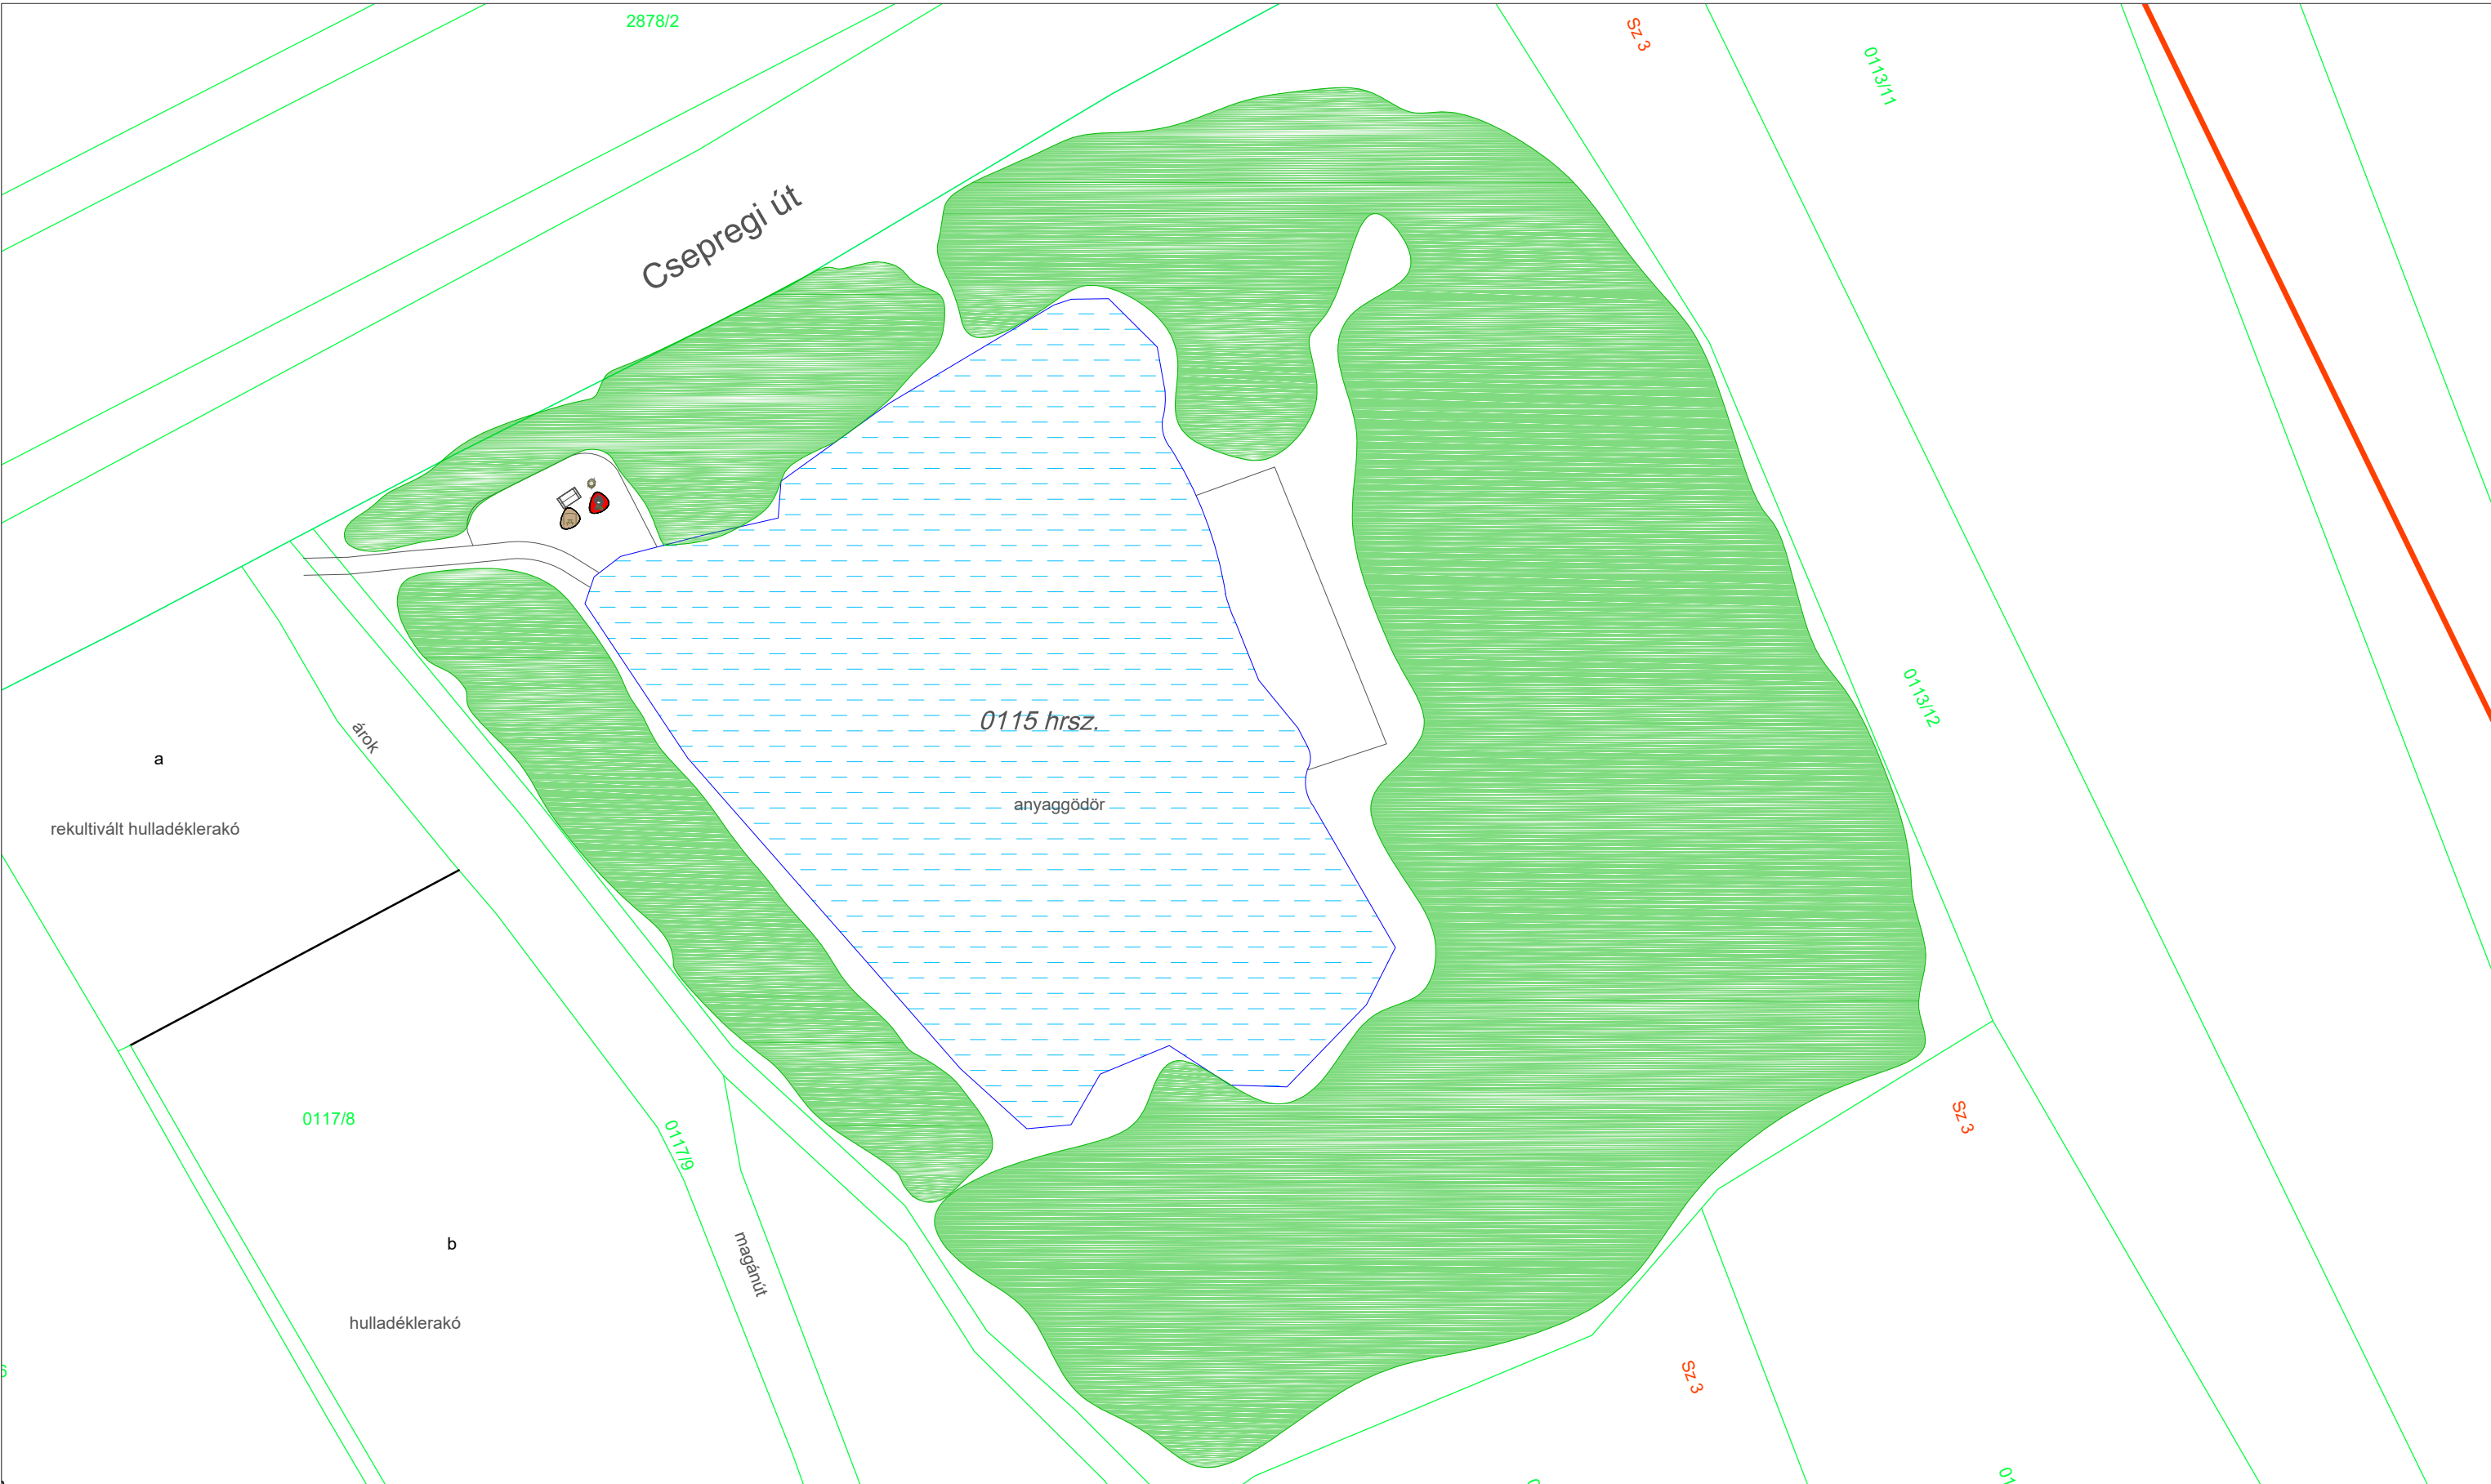 2878/2
Sz 3
0113/11
Csepregi út
0113/12
0115 hrsz.
árok
a
anyaggödör
rekultivált hulladéklerakó
0117/8
0117/9
Sz 3
b
magánút
hulladéklerakó
Sz 3